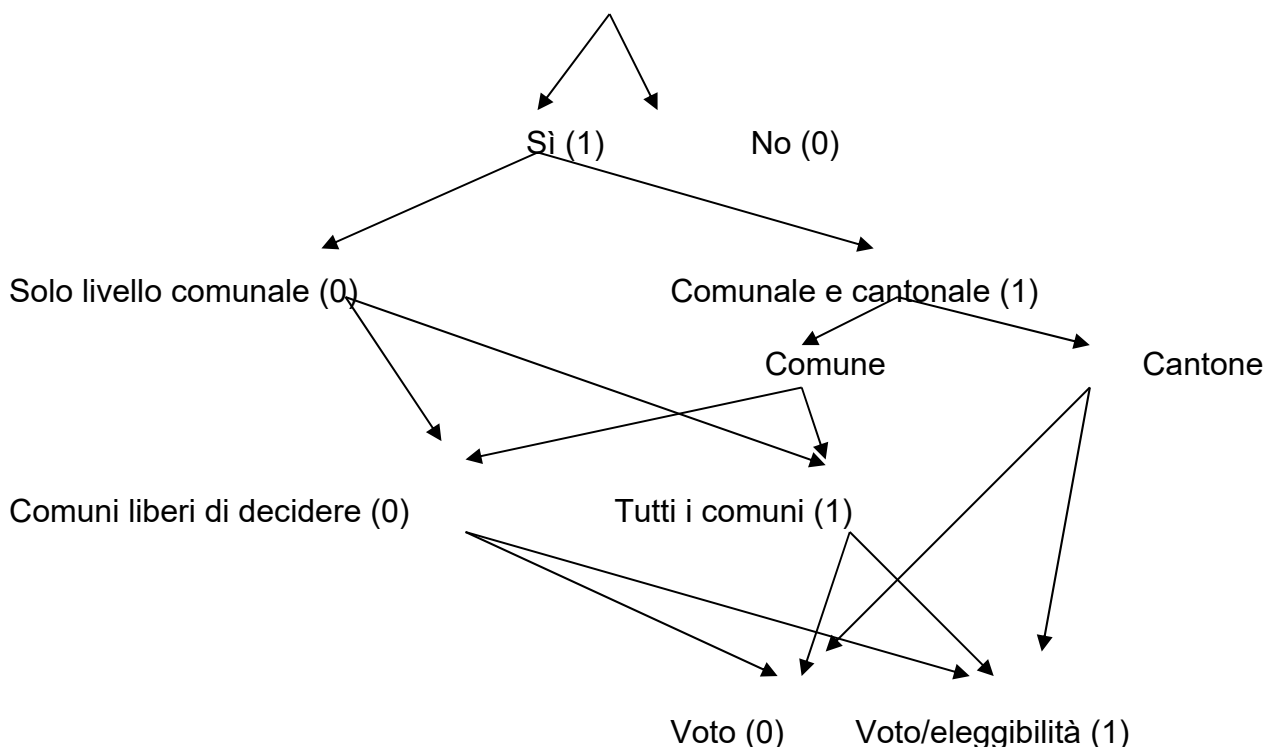 Sì (1) No (0)
Solo livello comunale (0) Comunale e cantonale (1)
Comune Cantone
Comuni liberi di decidere (0) Tutti i comuni (1)
Voto (0) Voto/eleggibilità (1)